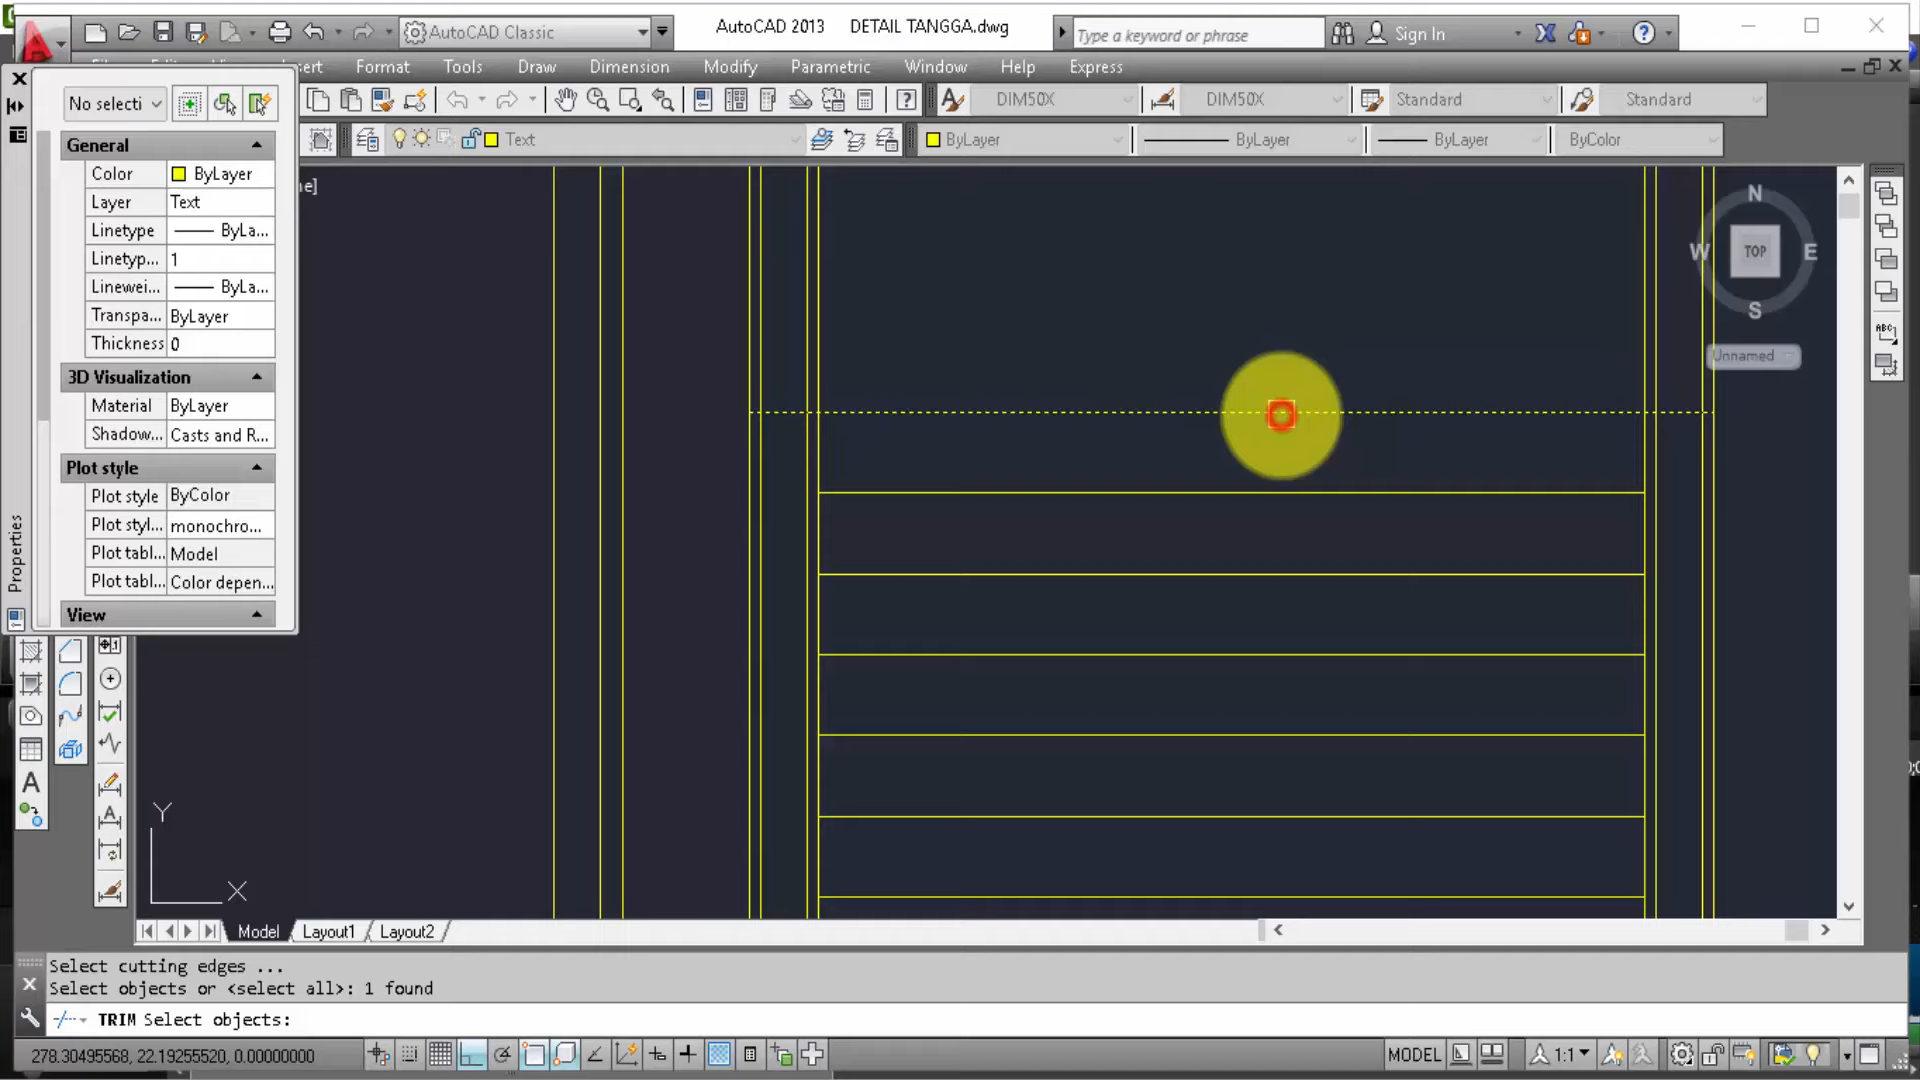 AutoCAD Classic
AutoCAD 2013 DETAIL TANGGA.dwg
Type a keyword or phrase
Sign In
Format Tools Draw Dimension Modify Parametric Window Help Express
No selecti
DIM50X DIM50X Standard Standard
Text
ByLayer ByLayer ByLayer ByColor
General
Color ByLayer
Layer Text
Linetype ByLa...
Linetyp... 1
Linewei... ByLa...
Transpa... ByLayer
Thickness 0
3D Visualization
Material ByLayer
Shadow... Casts and R...
Plot style
Plot style ByColor
Plot styl... monochro...
Plot tabl... Model
Plot tabl... Color depen...
View
Properties
N
W TOP E
S
Unnamed
Y
X
Model Layout1 Layout2
Select cutting edges ...
Select objects or <select all>: 1 found
TRIM Select objects:
278.30495568, 22.19255520, 0.00000000
MODEL
1:1